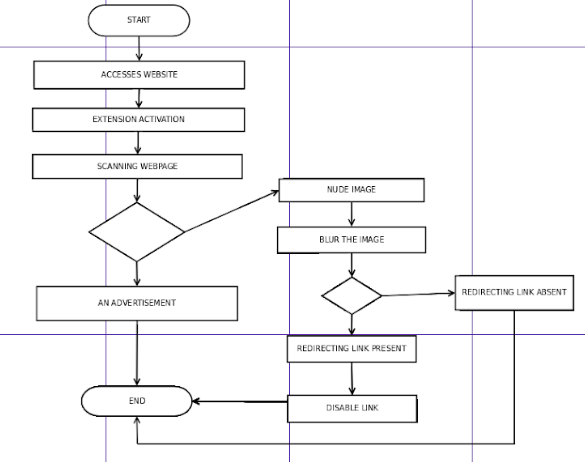 START
ACCESSES WEBSITE
EXTENSION ACTIVATION
SCANNING WEBPAGE
NUDE IMAGE
BLUR THE IMAGE
AN ADVERTISEMENT
REDIRECTING LINK ABSENT
REDIRECTING LINK PRESENT
END
DISABLE LINK